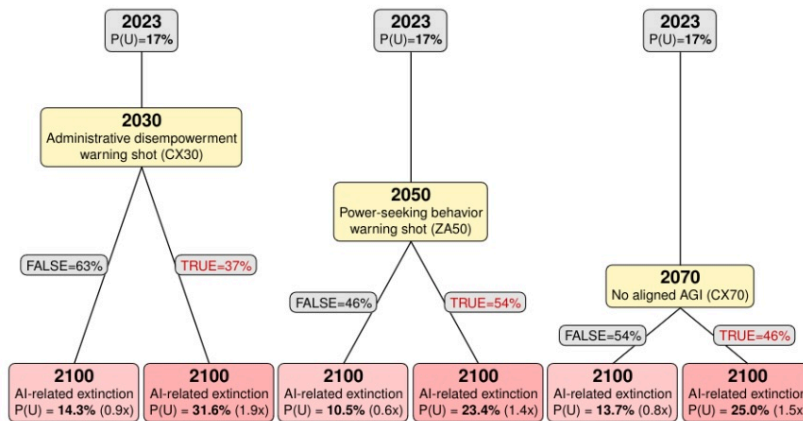 2023
P(U)=17%
2030
Administrative disempowerment
warning shot (CX30)
FALSE=63%
TRUE=37%
2100
AI-related extinction
P(U) = 14.3% (0.9x)
2100
AI-related extinction
P(U) = 31.6% (1.9x)
2023
P(U)=17%
2050
Power-seeking behavior
warning shot (ZA50)
FALSE=46%
TRUE=54%
2100
AI-related extinction
P(U) = 10.5% (0.6x)
2100
AI-related extinction
P(U) = 23.4% (1.4x)
2023
P(U)=17%
2070
No aligned AGI (CX70)
FALSE=54%
TRUE=46%
2100
AI-related extinction
P(U) = 13.7% (0.8x)
2100
AI-related extinction
P(U) = 25.0% (1.5x)